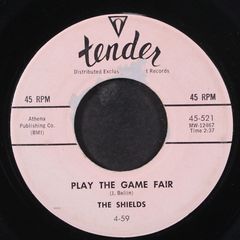 tender
Distributed Exclus t Records
45 RPM
45 RPM
Athena
Publishing Co.
(BMI)
45-521
MW-12467
Time 2:37
PLAY THE GAME FAIR
THE SHIELDS
4-59